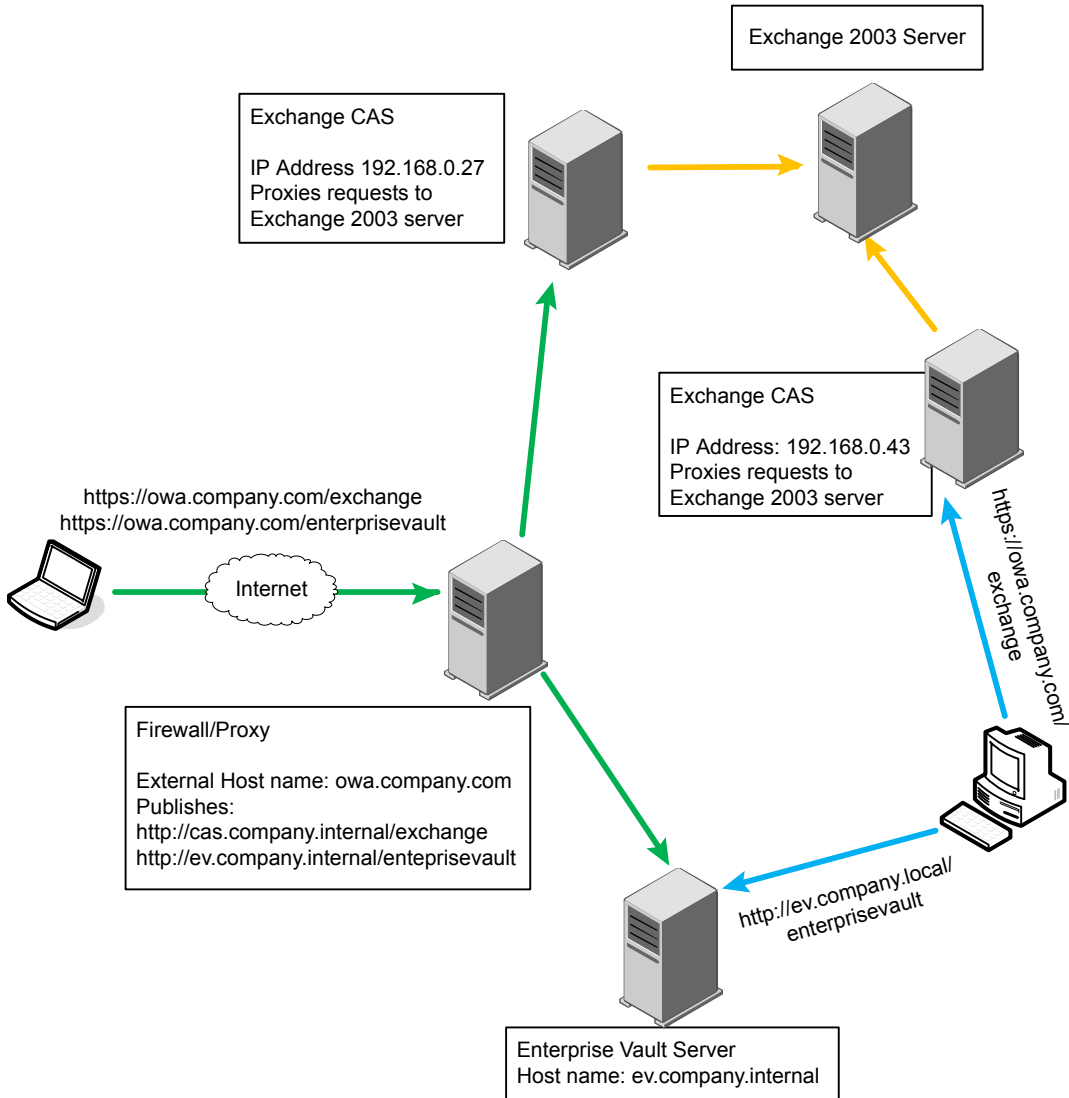 Exchange 2003 Server
Exchange CAS
IP Address 192.168.0.27
Proxies requests to
Exchange 2003 server
Exchange CAS
IP Address: 192.168.0.43
Proxies requests to
Exchange 2003 server
https://owa.company.com/exchange
https://owa.company.com/enterprisevault
Internet
https://owa.company.com/
exchange
Firewall/Proxy
External Host name: owa.company.com
Publishes:
http://cas.company.internal/exchange
http://ev.company.internal/enteprisevault
http://ev.company.local/
enterprisevault
Enterprise Vault Server
Host name: ev.company.internal